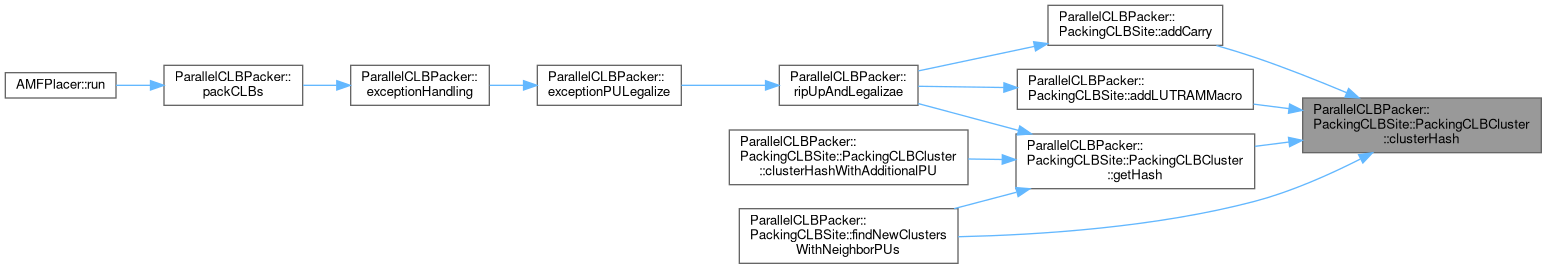 AMFPlacer::run
ParallelCLBPacker::
packCLBs
ParallelCLBPacker::
exceptionHandling
ParallelCLBPacker::
exceptionPULegalize
ParallelCLBPacker::
ripUpAndLegalizae
ParallelCLBPacker::
PackingCLBSite::addCarry
ParallelCLBPacker::
PackingCLBSite::addLUTRAMMacro
ParallelCLBPacker::
PackingCLBSite::PackingCLBCluster
::clusterHashWithAdditionalPU
ParallelCLBPacker::
PackingCLBSite::PackingCLBCluster
::getHash
ParallelCLBPacker::
PackingCLBSite::findNewClusters
WithNeighborPUs
ParallelCLBPacker::
PackingCLBSite::PackingCLBCluster
::clusterHash